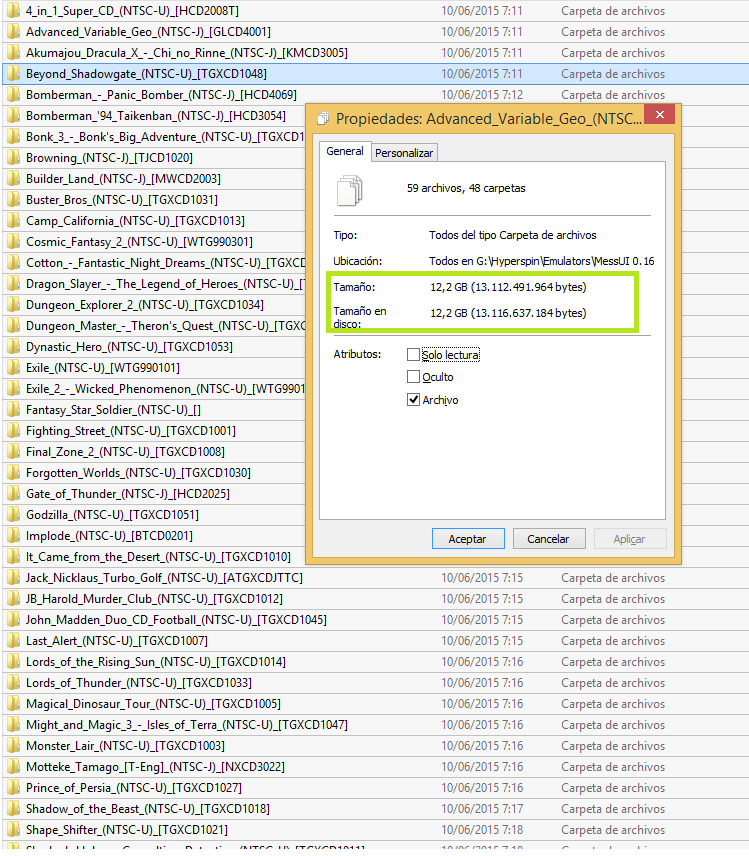 4_in_1_Super_CD_(NTSC-U)_[HCD2008T] 10/06/2015 7:11 Carpeta de archivos
Advanced_Variable_Geo_(NTSC-J)_[GLCD4001] 10/06/2015 7:11 Carpeta de archivos
Akumajou_Dracula_X_-_Chi_no_Rinne_(NTSC-J)_[KMCD3005] 10/06/2015 7:11 Carpeta de archivos
Beyond_Shadowgate_(NTSC-U)_[TGXCD1048] 10/06/2015 7:11 Carpeta de archivos
Bomberman_-_Panic_Bomber_(NTSC-J)_[HCD4069] 10/06/2015 7:12 Carpeta de archivos
Bomberman_'94_Taikenban_(NTSC-J)_[HCD3054]
Bonk_3_-_Bonk's_Big_Adventure_(NTSC-U)_[TGXCD1
Browning_(NTSC-J)_[TJCD1020]
Builder_Land_(NTSC-J)_[MWCD2003]
Buster_Bros_(NTSC-U)_[TGXCD1031]
Camp_California_(NTSC-U)_[TGXCD1013]
Cosmic_Fantasy_2_(NTSC-U)_[WTG990301]
Cotton_-_Fantastic_Night_Dreams_(NTSC-U)_[TGXCD
Dragon_Slayer_-_The_Legend_of_Heroes_(NTSC-U)_
Dungeon_Explorer_2_(NTSC-U)_[TGXCD1034]
Dungeon_Master_-_Theron's_Quest_(NTSC-U)_[TGXC
Dynastic_Hero_(NTSC-U)_[TGXCD1053]
Exile_(NTSC-U)_[WTG990101]
Exile_2_-_Wicked_Phenomenon_(NTSC-U)_[WTG9901
Fantasy_Star_Soldier_(NTSC-U)_[]
Fighting_Street_(NTSC-U)_[TGXCD1001]
Final_Zone_2_(NTSC-U)_[TGXCD1008]
Forgotten_Worlds_(NTSC-U)_[TGXCD1030]
Gate_of_Thunder_(NTSC-J)_[HCD2025]
Godzilla_(NTSC-U)_[TGXCD1051]
Implode_(NTSC-U)_[BTCD0201]
It_Came_from_the_Desert_(NTSC-U)_[TGXCD1010]
Jack_Nicklaus_Turbo_Golf_(NTSC-U)_[ATGXCDJTTC] 10/06/2015 7:15 Carpeta de archivos
JB_Harold_Murder_Club_(NTSC-U)_[TGXCD1012] 10/06/2015 7:15 Carpeta de archivos
John_Madden_Duo_CD_Football_(NTSC-U)_[TGXCD1045] 10/06/2015 7:15 Carpeta de archivos
Last_Alert_(NTSC-U)_[TGXCD1007] 10/06/2015 7:15 Carpeta de archivos
Lords_of_the_Rising_Sun_(NTSC-U)_[TGXCD1014] 10/06/2015 7:16 Carpeta de archivos
Lords_of_Thunder_(NTSC-U)_[TGXCD1033] 10/06/2015 7:16 Carpeta de archivos
Magical_Dinosaur_Tour_(NTSC-U)_[TGXCD1005] 10/06/2015 7:16 Carpeta de archivos
Might_and_Magic_3_-_Isles_of_Terra_(NTSC-U)_[TGXCD1047] 10/06/2015 7:16 Carpeta de archivos
Monster_Lair_(NTSC-U)_[TGXCD1003] 10/06/2015 7:16 Carpeta de archivos
Motteke_Tamago_[T-Eng]_(NTSC-J)_[NXCD3022] 10/06/2015 7:16 Carpeta de archivos
Prince_of_Persia_(NTSC-U)_[TGXCD1027] 10/06/2015 7:16 Carpeta de archivos
Shadow_of_the_Beast_(NTSC-U)_[TGXCD1018] 10/06/2015 7:17 Carpeta de archivos
Shape_Shifter_(NTSC-U)_[TGXCD1021] 10/06/2015 7:18 Carpeta de archivos
Propiedades: Advanced_Variable_Geo_(NTSC...
General Personalizar
59 archivos, 48 carpetas
Tipo: Todos del tipo Carpeta de archivos
Ubicación: Todos en G:\Hyperspin\Emulators\MessUI 0.16
Tamaño: 12,2 GB (13.112.491.964 bytes)
Tamaño en disco: 12,2 GB (13.116.637.184 bytes)
Atributos: Solo lectura
Oculto
Archivo
Aceptar Cancelar Aplicar